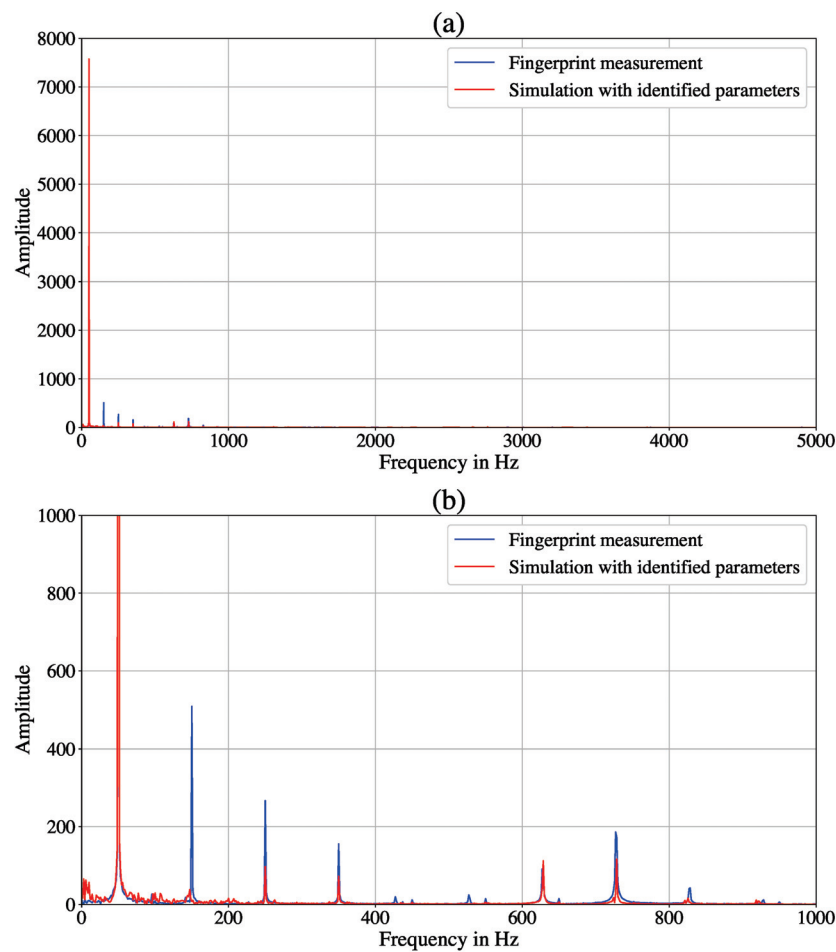 (a)
8000
7000
6000
5000
4000
3000
2000
1000
0
Amplitude
Fingerprint measurement
Simulation with identified parameters
0 1000 2000 3000 4000 5000
Frequency in Hz
(b)
1000
800
600
400
200
0
Amplitude
Fingerprint measurement
Simulation with identified parameters
0 200 400 600 800 1000
Frequency in Hz